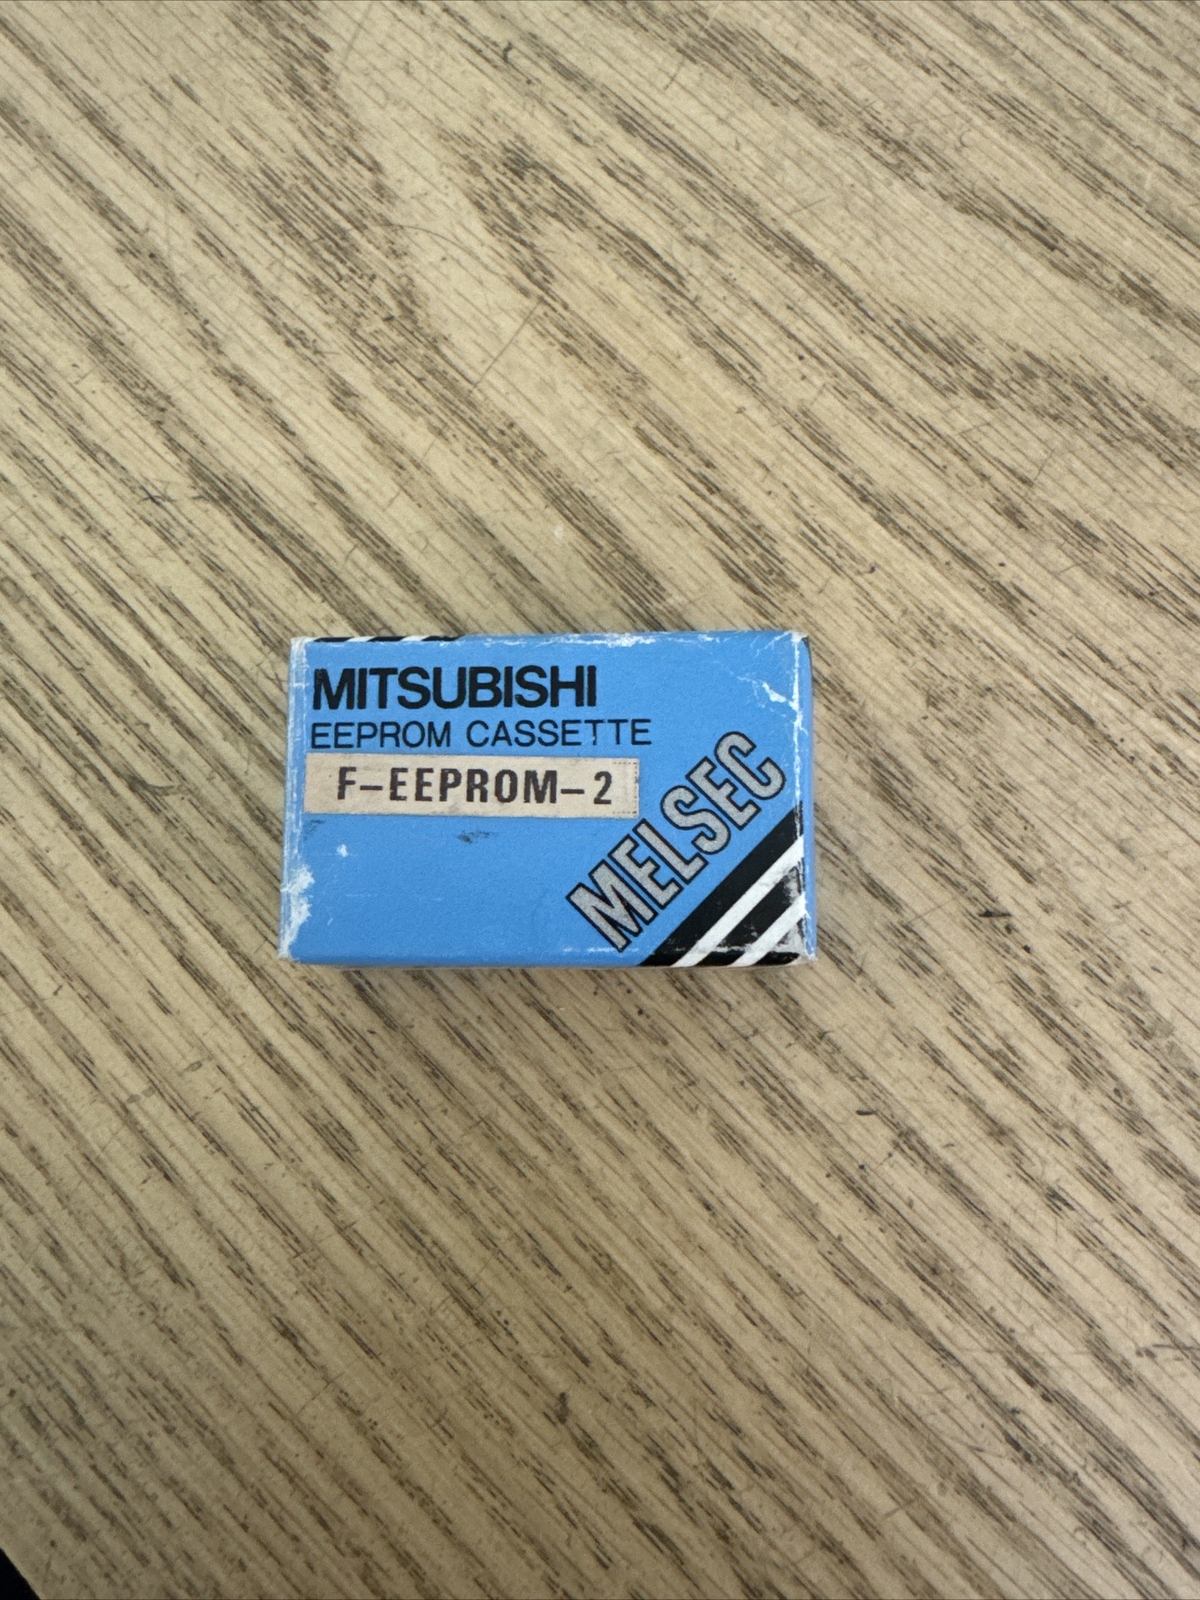 MITSUBISHI
EEPROM CASSETTE
F-EEPROM-2
MELSEC